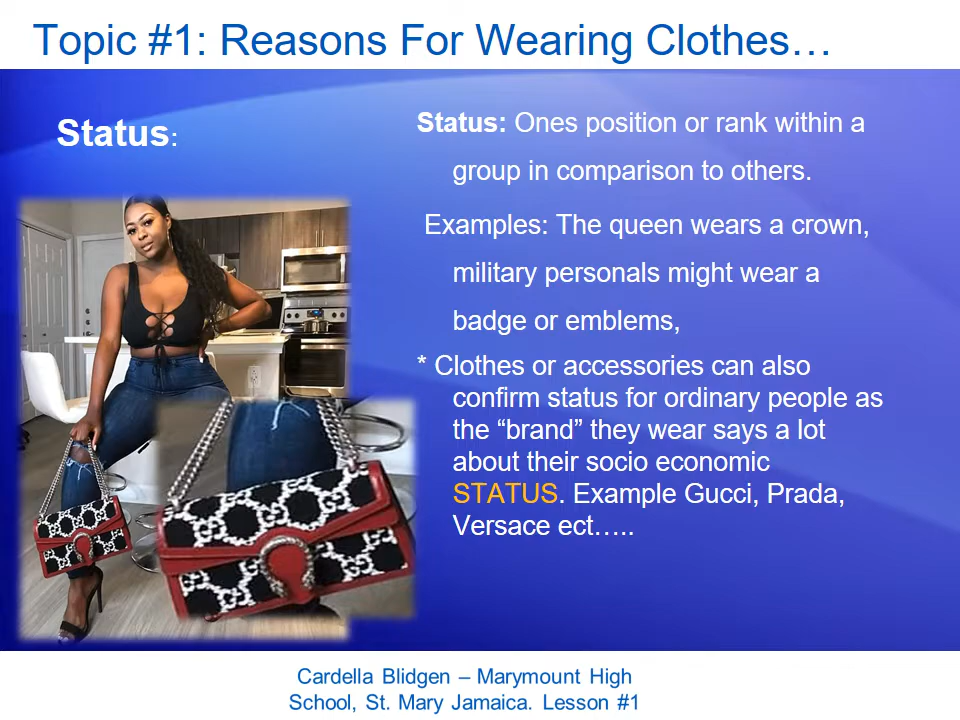 Topic #1: Reasons For Wearing Clothes…
Status:
Status: Ones position or rank within a
group in comparison to others.
Examples: The queen wears a crown,
military personals might wear a
badge or emblems,
* Clothes or accessories can also
confirm status for ordinary people as
the “brand” they wear says a lot
about their socio economic
STATUS. Example Gucci, Prada,
Versace ect…..
Cardella Blidgen – Marymount High
School, St. Mary Jamaica. Lesson #1